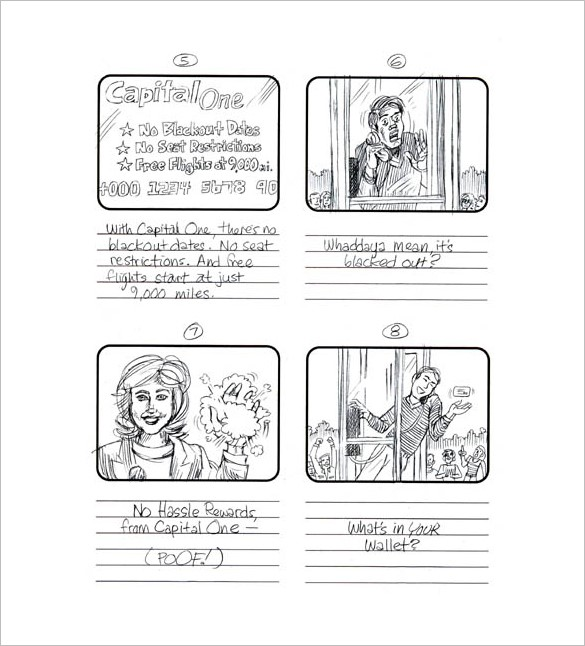 5
Capital One
☆ No Blackout Dates
☆ No Seat Restrictions
☆ Free Flights at 9,000 mi.
4000 1234 5678 90
With Capital One, there's no
blackout dates. No seat
restrictions. And free
flights start at just
9,000 miles.
6
Whaddaya mean, it's
blacked out?
7
No Hassle Rewards,
from Capital One —
(POOF!)
8
What's in YOUR
Wallet?